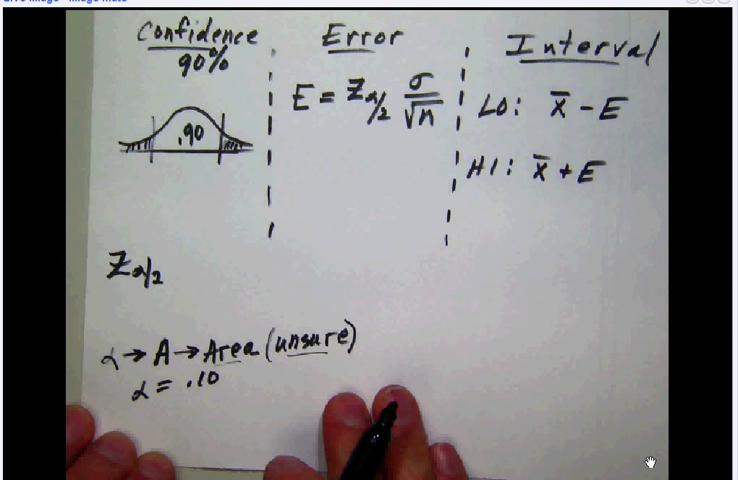 Confidence
90%
.90
Error
E = Zα/2 σ/√n
Interval
LO: x̄ - E
HI: x̄ + E
Zα/2
α → A → Area (unsure)
α = .10